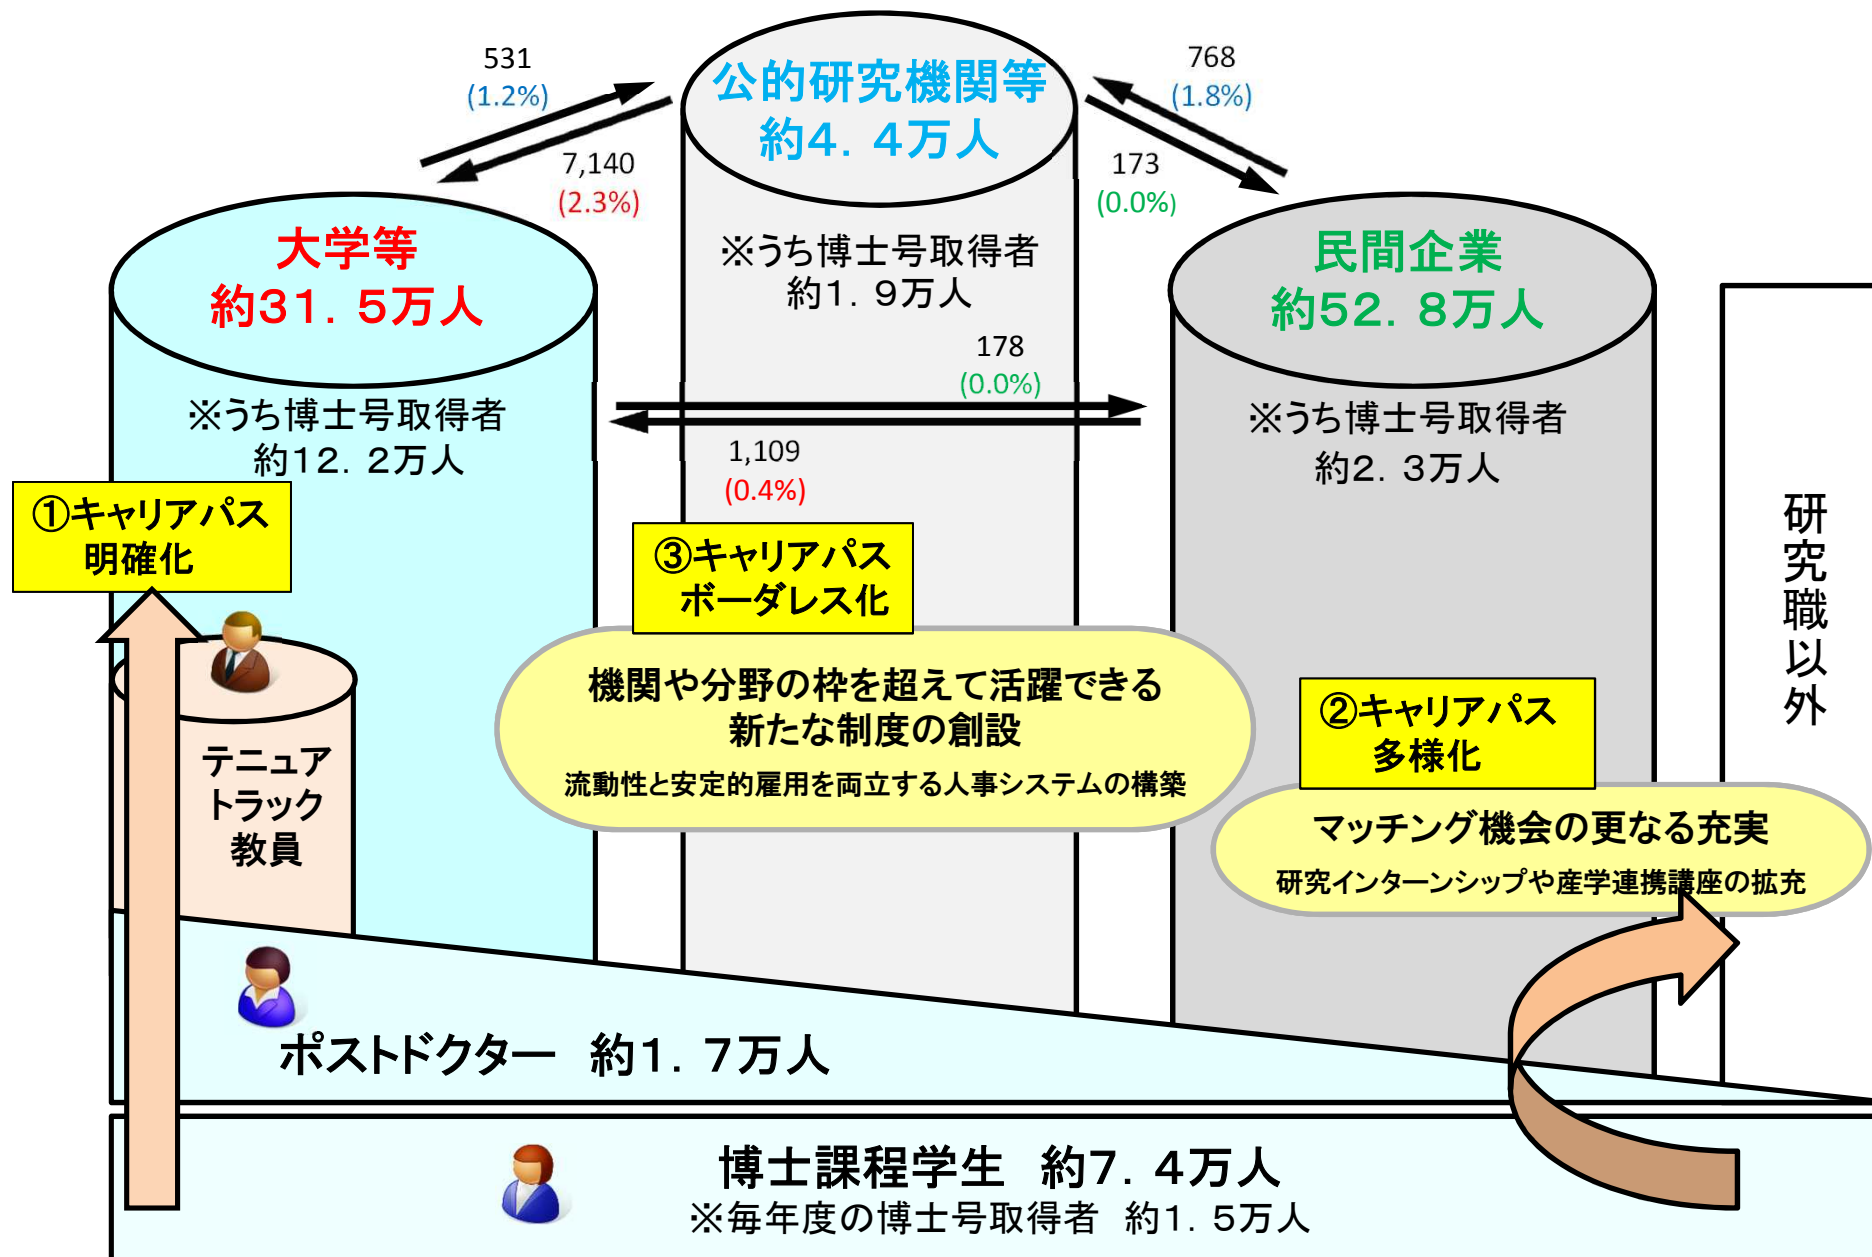 531
(1.2%)
公的研究機関等
約4．4万人
768
(1.8%)
7,140
(2.3%)
173
(0.0%)
大学等
約31．5万人
※うち博士号取得者
約1．9万人
民間企業
約52．8万人
178
(0.0%)
※うち博士号取得者
約12．2万人
※うち博士号取得者
約2．3万人
1,109
(0.4%)
①キャリアパス
明確化
③キャリアパス
ボーダレス化
機関や分野の枠を超えて活躍できる
新たな制度の創設
流動性と安定的雇用を両立する人事システムの構築
②キャリアパス
多様化
マッチング機会の更なる充実
研究インターンシップや産学連携講座の拡充
研究職以外
テニュア
トラック
教員
ポストドクター　約1．7万人
博士課程学生　約7．4万人
※毎年度の博士号取得者　約1．5万人